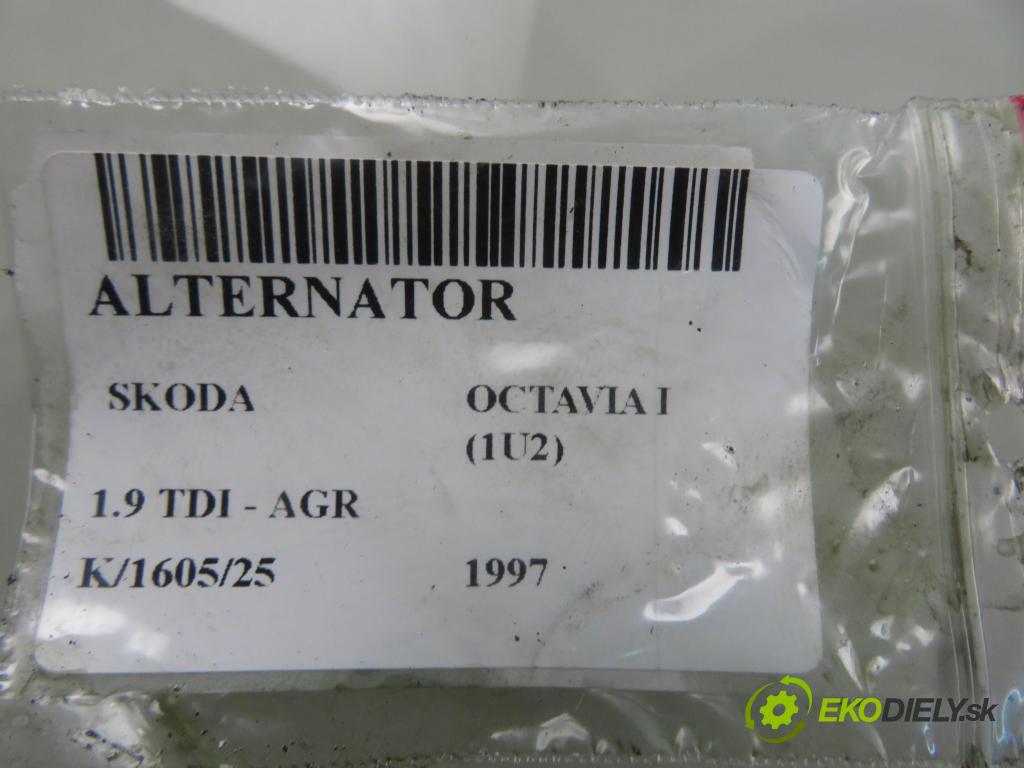 ALTERNATOR
SKODA OCTAVIA I
(1U2)
1.9 TDI - AGR
K/1605/25 1997
EKODIELY.sk